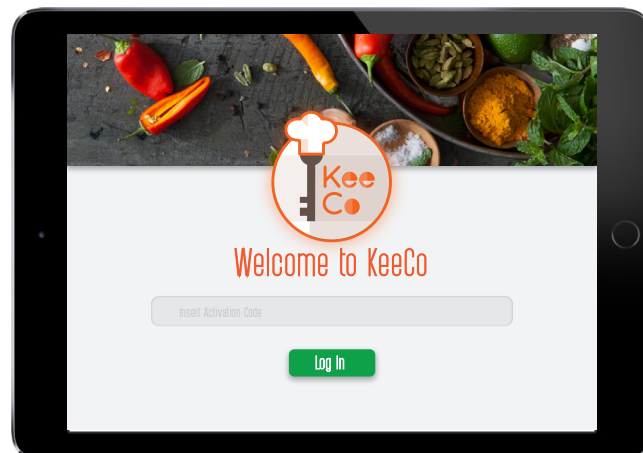 Kee
Co
Welcome to KeeCo
Insert Activation Code
Log In